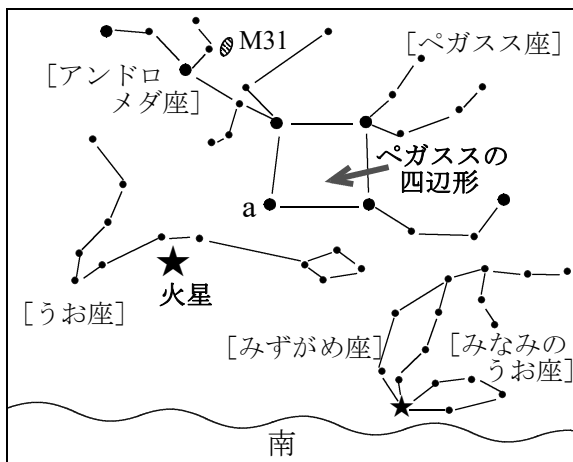 M31
[ペガスス座]
[アンドロ
メダ座]
ペガススの
四辺形
a
火星
[うお座]
[みずがめ座]
[みなみの
うお座]
南